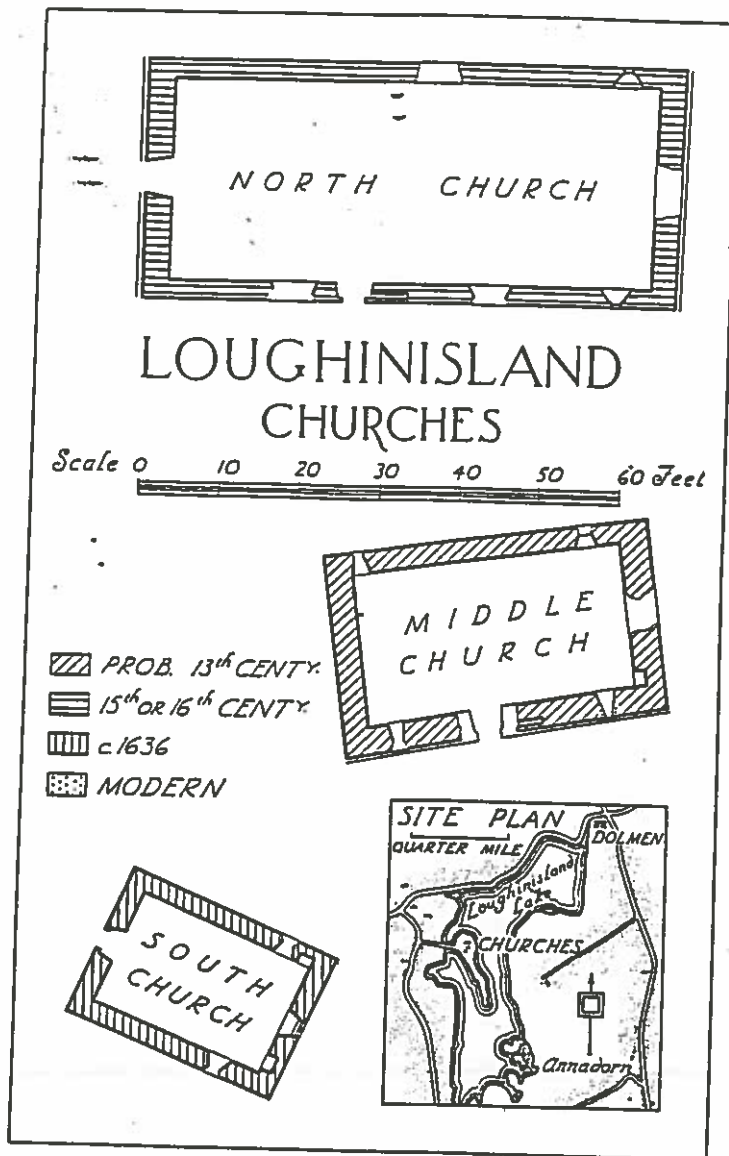 NORTH CHURCH
LOUGHINISLAND
CHURCHES
Scale 0 10 20 30 40 50 60 Feet
MIDDLE
CHURCH
PROB. 13th CENTY.
15th OR 16th CENTY.
c.1636
MODERN
SOUTH
CHURCH
SITE PLAN
QUARTER MILE
DOLMEN
Loughinisland
Lake
CHURCHES
Annadorn